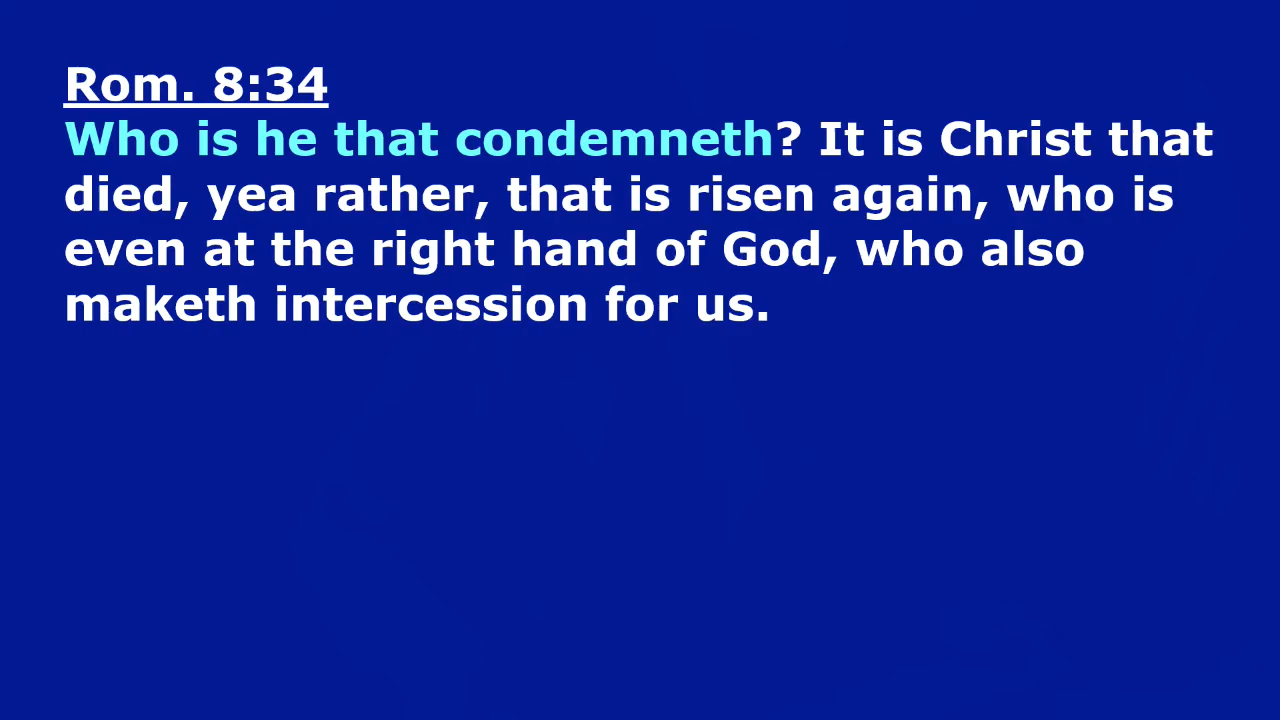 Rom. 8:34
Who is he that condemneth? It is Christ that
died, yea rather, that is risen again, who is
even at the right hand of God, who also
maketh intercession for us.